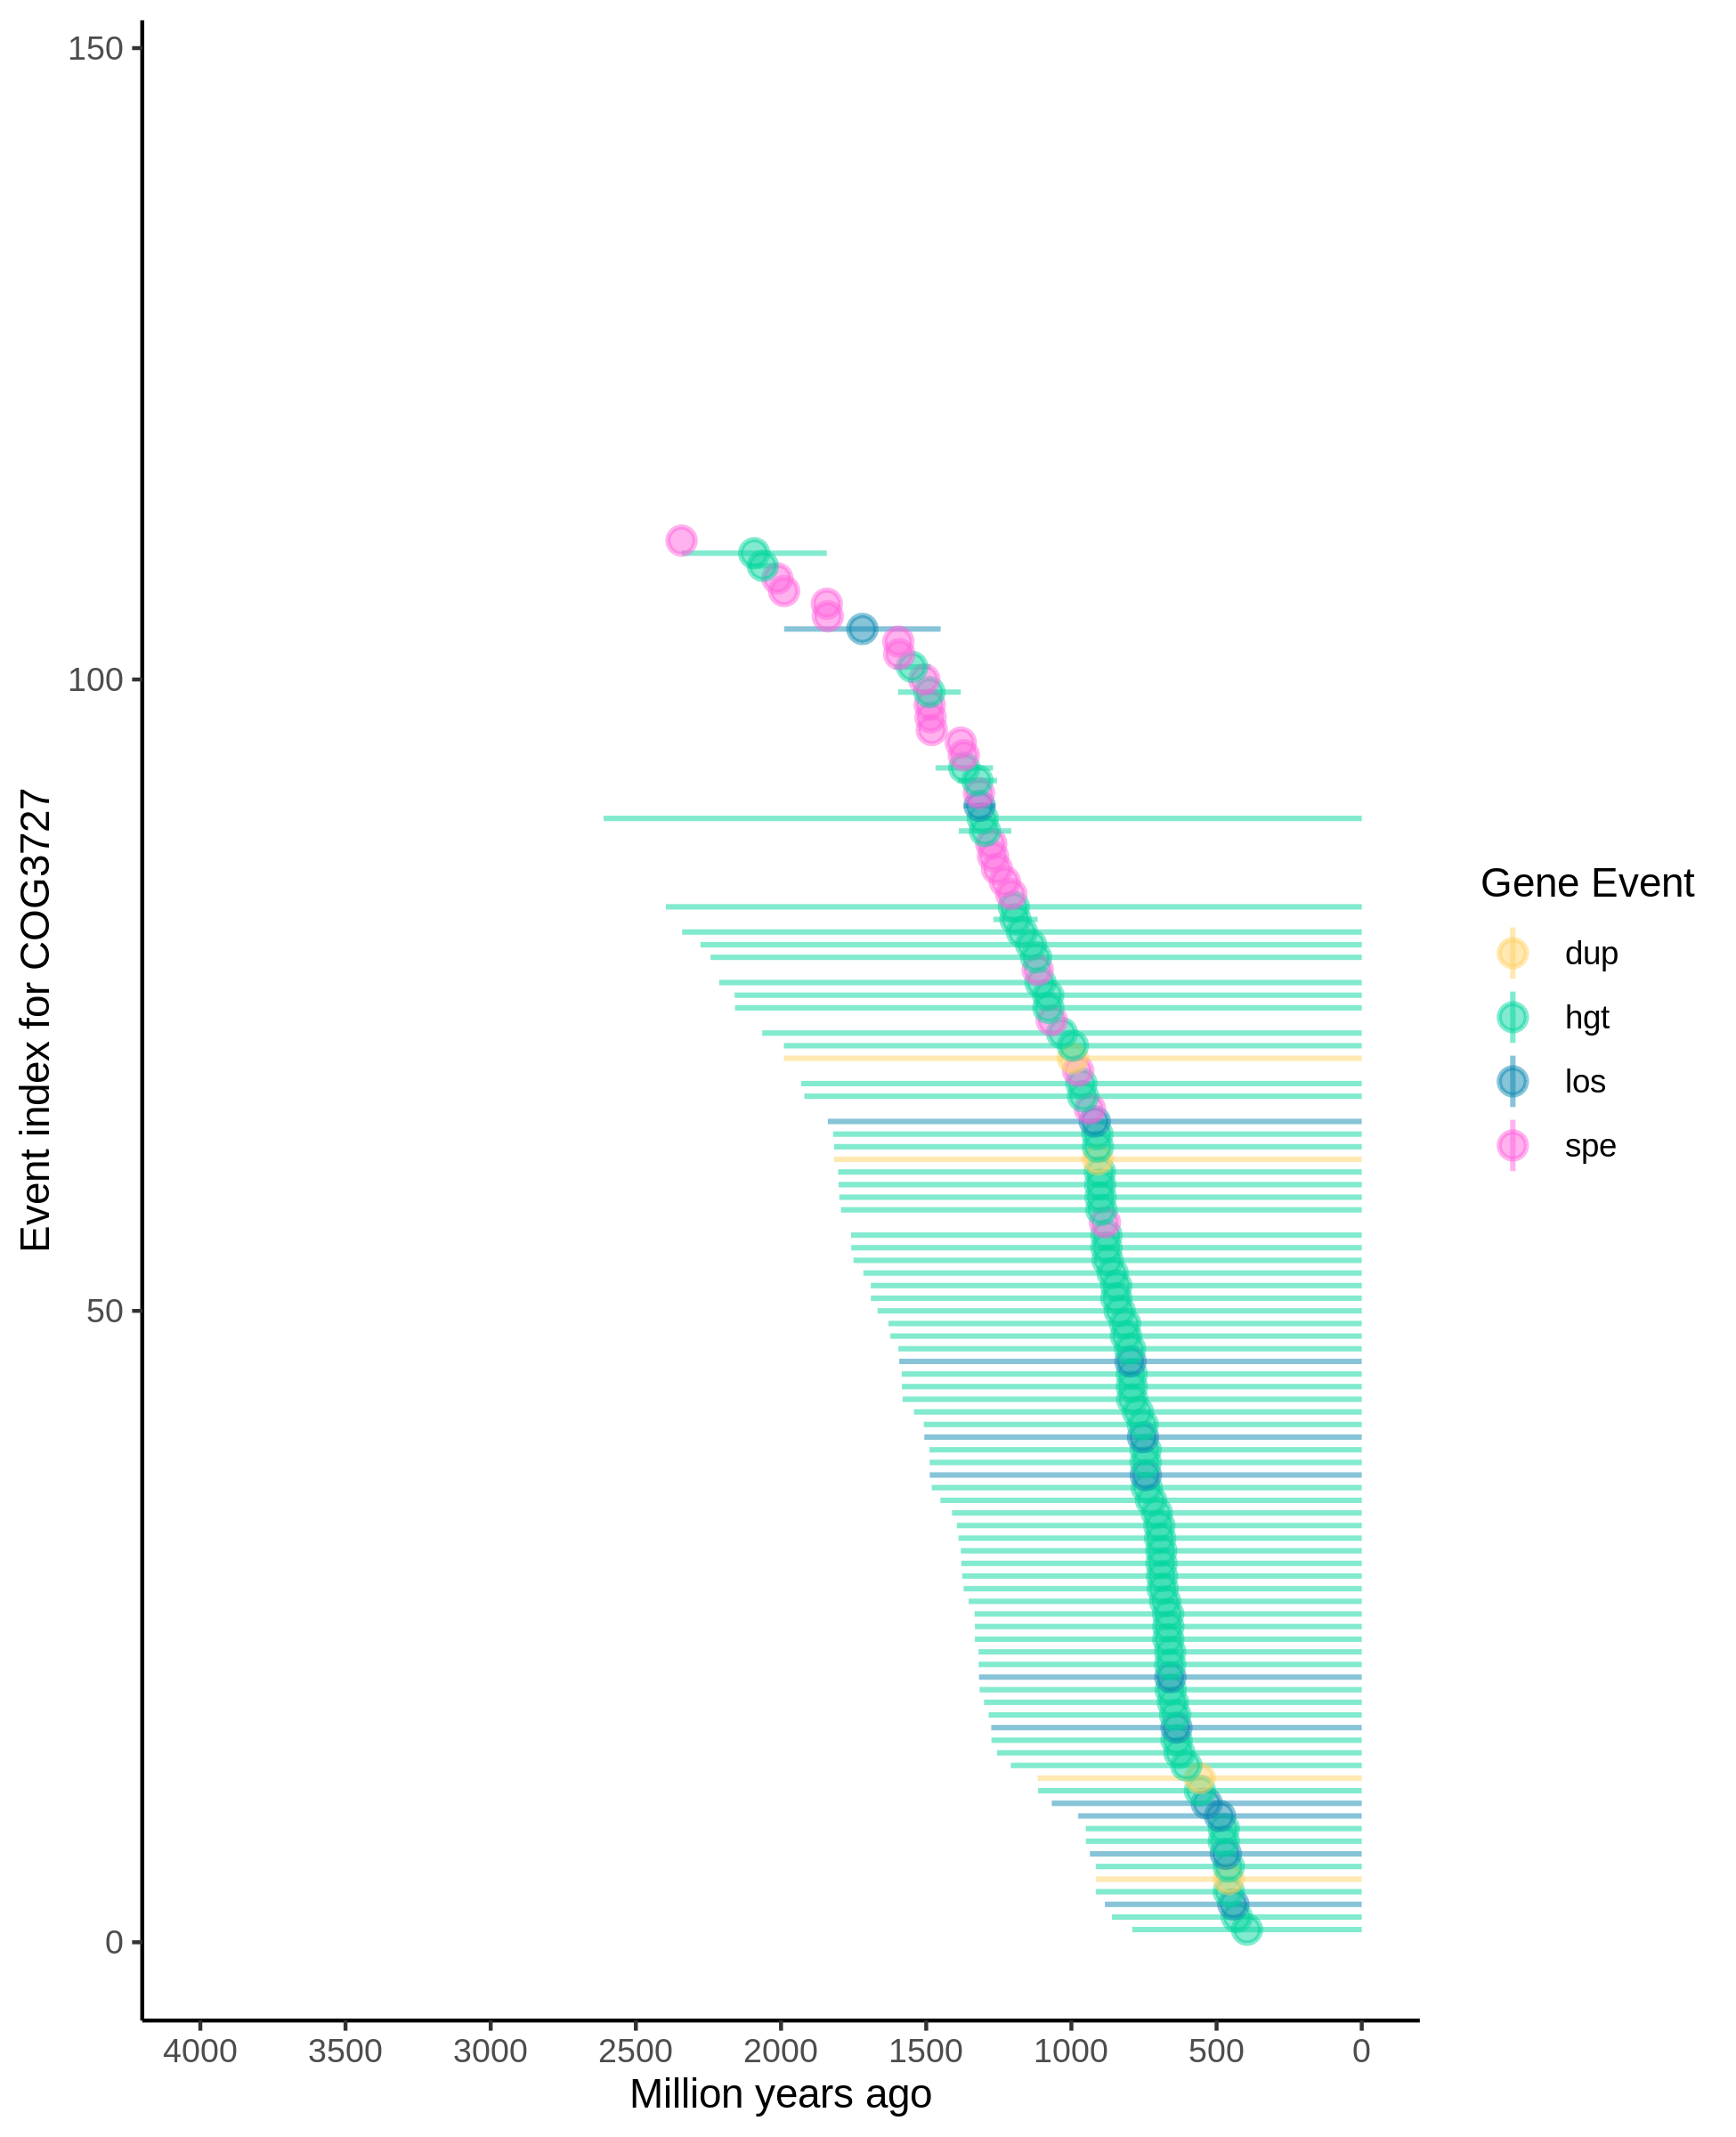 150
100
50
0
Event index for COG3727
4000 3500 3000 2500 2000 1500 1000 500 0
Million years ago
Gene Event
dup
hgt
los
spe